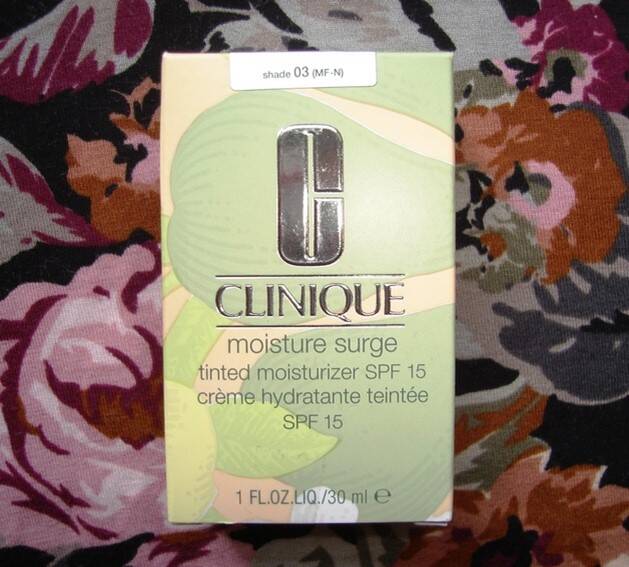 shade 03 (MF-N)
CLINIQUE
moisture surge
tinted moisturizer SPF 15
crème hydratante teintée
SPF 15
1 FL.OZ.LIQ./30 ml ℮